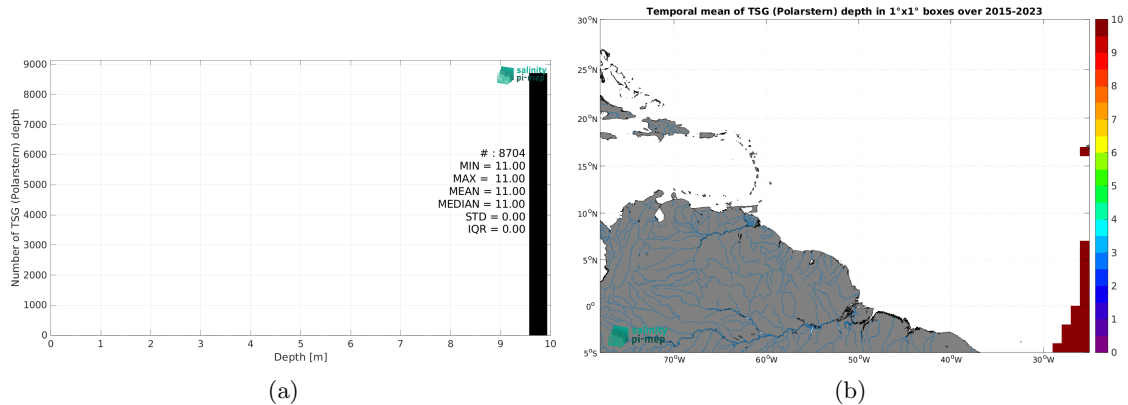 salinity
pi-mep
Number of TSG (Polarstern) depth
9000
8000
7000
6000
5000
4000
3000
2000
1000
0
# : 8704
MIN = 11.00
MAX = 11.00
MEAN = 11.00
MEDIAN = 11.00
STD = 0.00
IQR = 0.00
0 1 2 3 4 5 6 7 8 9 10
Depth [m]
(a)
Temporal mean of TSG (Polarstern) depth in 1°x1° boxes over 2015-2023
30°N
25°N
20°N
15°N
10°N
5°N
0°
5°S
salinity
pi-mep
70°W 60°W 50°W 40°W 30°W
10
9
8
7
6
5
4
3
2
1
0
(b)